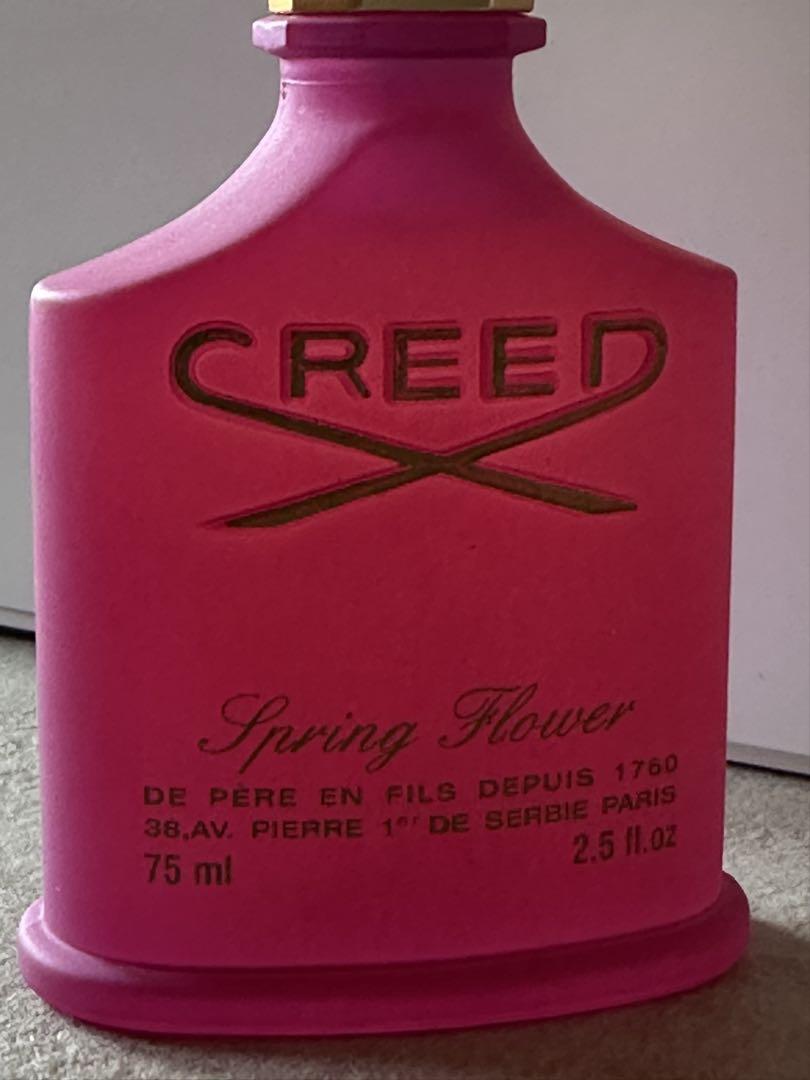 CREED
Spring Flower
DE PÈRE EN FILS DEPUIS 1760
38,AV. PIERRE 1er DE SERBIE PARIS
75 ml 2.5 fl.oz